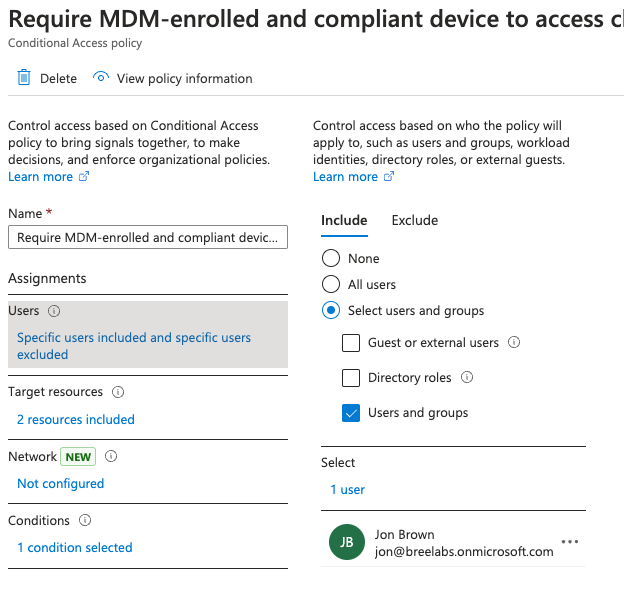 Require MDM-enrolled and compliant device to access cl
Conditional Access policy
Delete
View policy information
Control access based on Conditional Access
policy to bring signals together, to make
decisions, and enforce organizational policies.
Learn more
Name *
Require MDM-enrolled and compliant devic...
Assignments
Users
Specific users included and specific users
excluded
Target resources
2 resources included
Network NEW
Not configured
Conditions
1 condition selected
Control access based on who the policy will
apply to, such as users and groups, workload
identities, directory roles, or external guests.
Learn more
Include Exclude
None
All users
Select users and groups
Guest or external users
Directory roles
Users and groups
Select
1 user
JB
Jon Brown
jon@breelabs.onmicrosoft.com